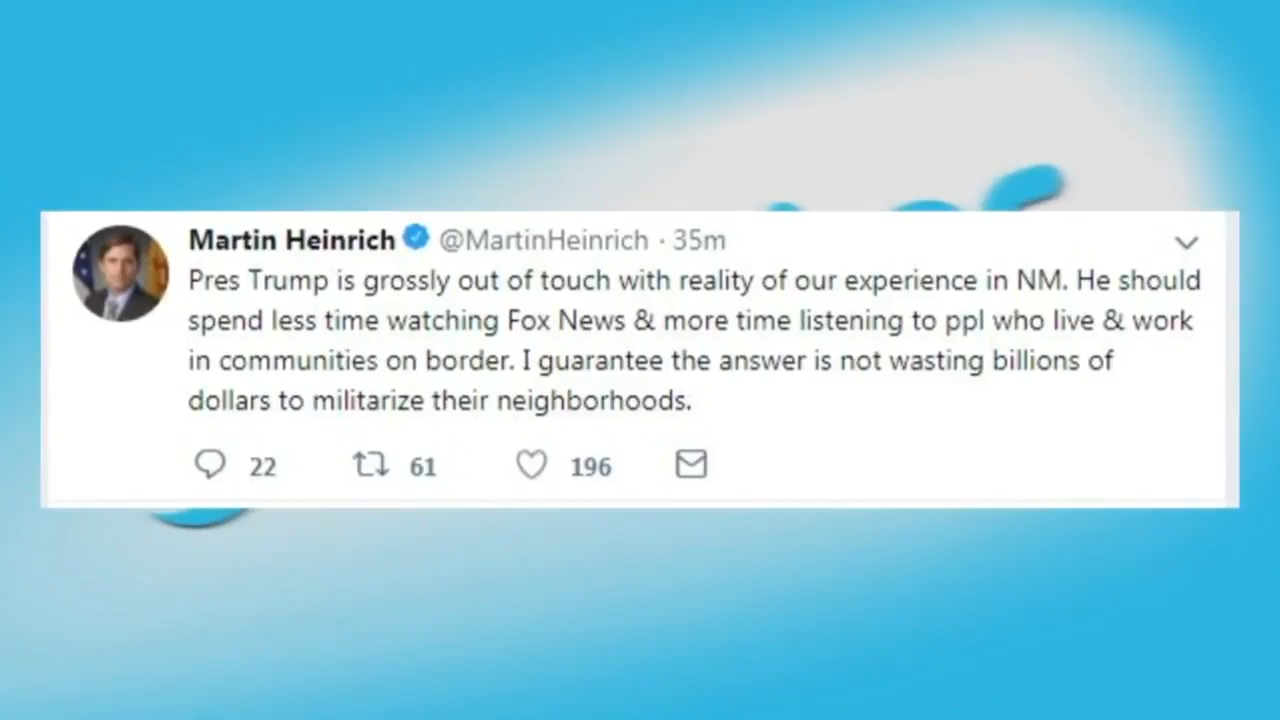 Martin Heinrich @MartinHeinrich · 35m
Pres Trump is grossly out of touch with reality of our experience in NM. He should
spend less time watching Fox News & more time listening to ppl who live & work
in communities on border. I guarantee the answer is not wasting billions of
dollars to militarize their neighborhoods.
22 61 196